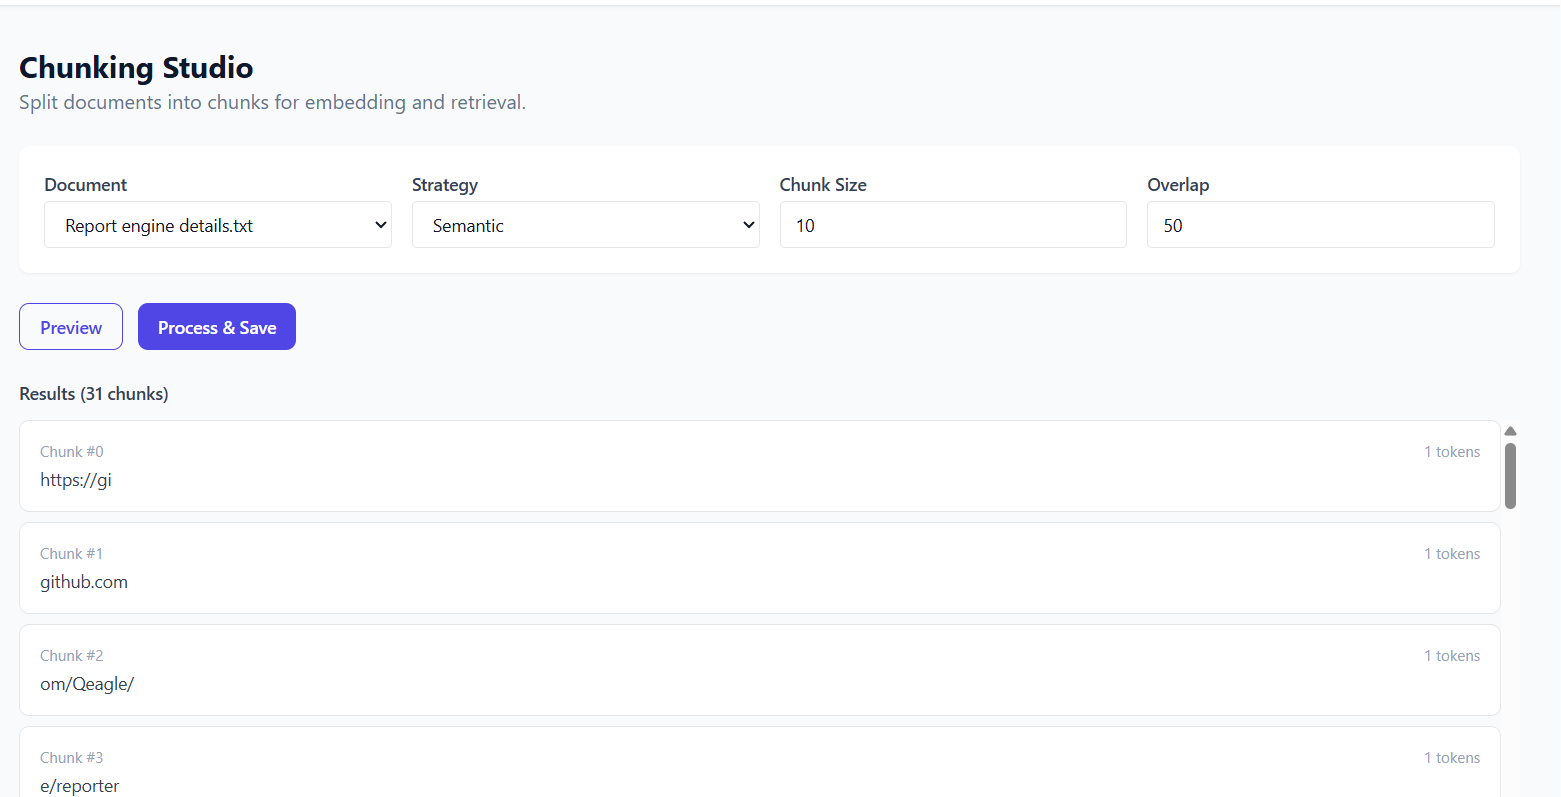 Chunking Studio
Split documents into chunks for embedding and retrieval.
Document Strategy Chunk Size Overlap
Report engine details.txt Semantic 10 50
Preview Process & Save
Results (31 chunks)
Chunk #0 1 tokens
https://gi
Chunk #1 1 tokens
github.com
Chunk #2 1 tokens
om/Qeagle/
Chunk #3 1 tokens
e/reporter